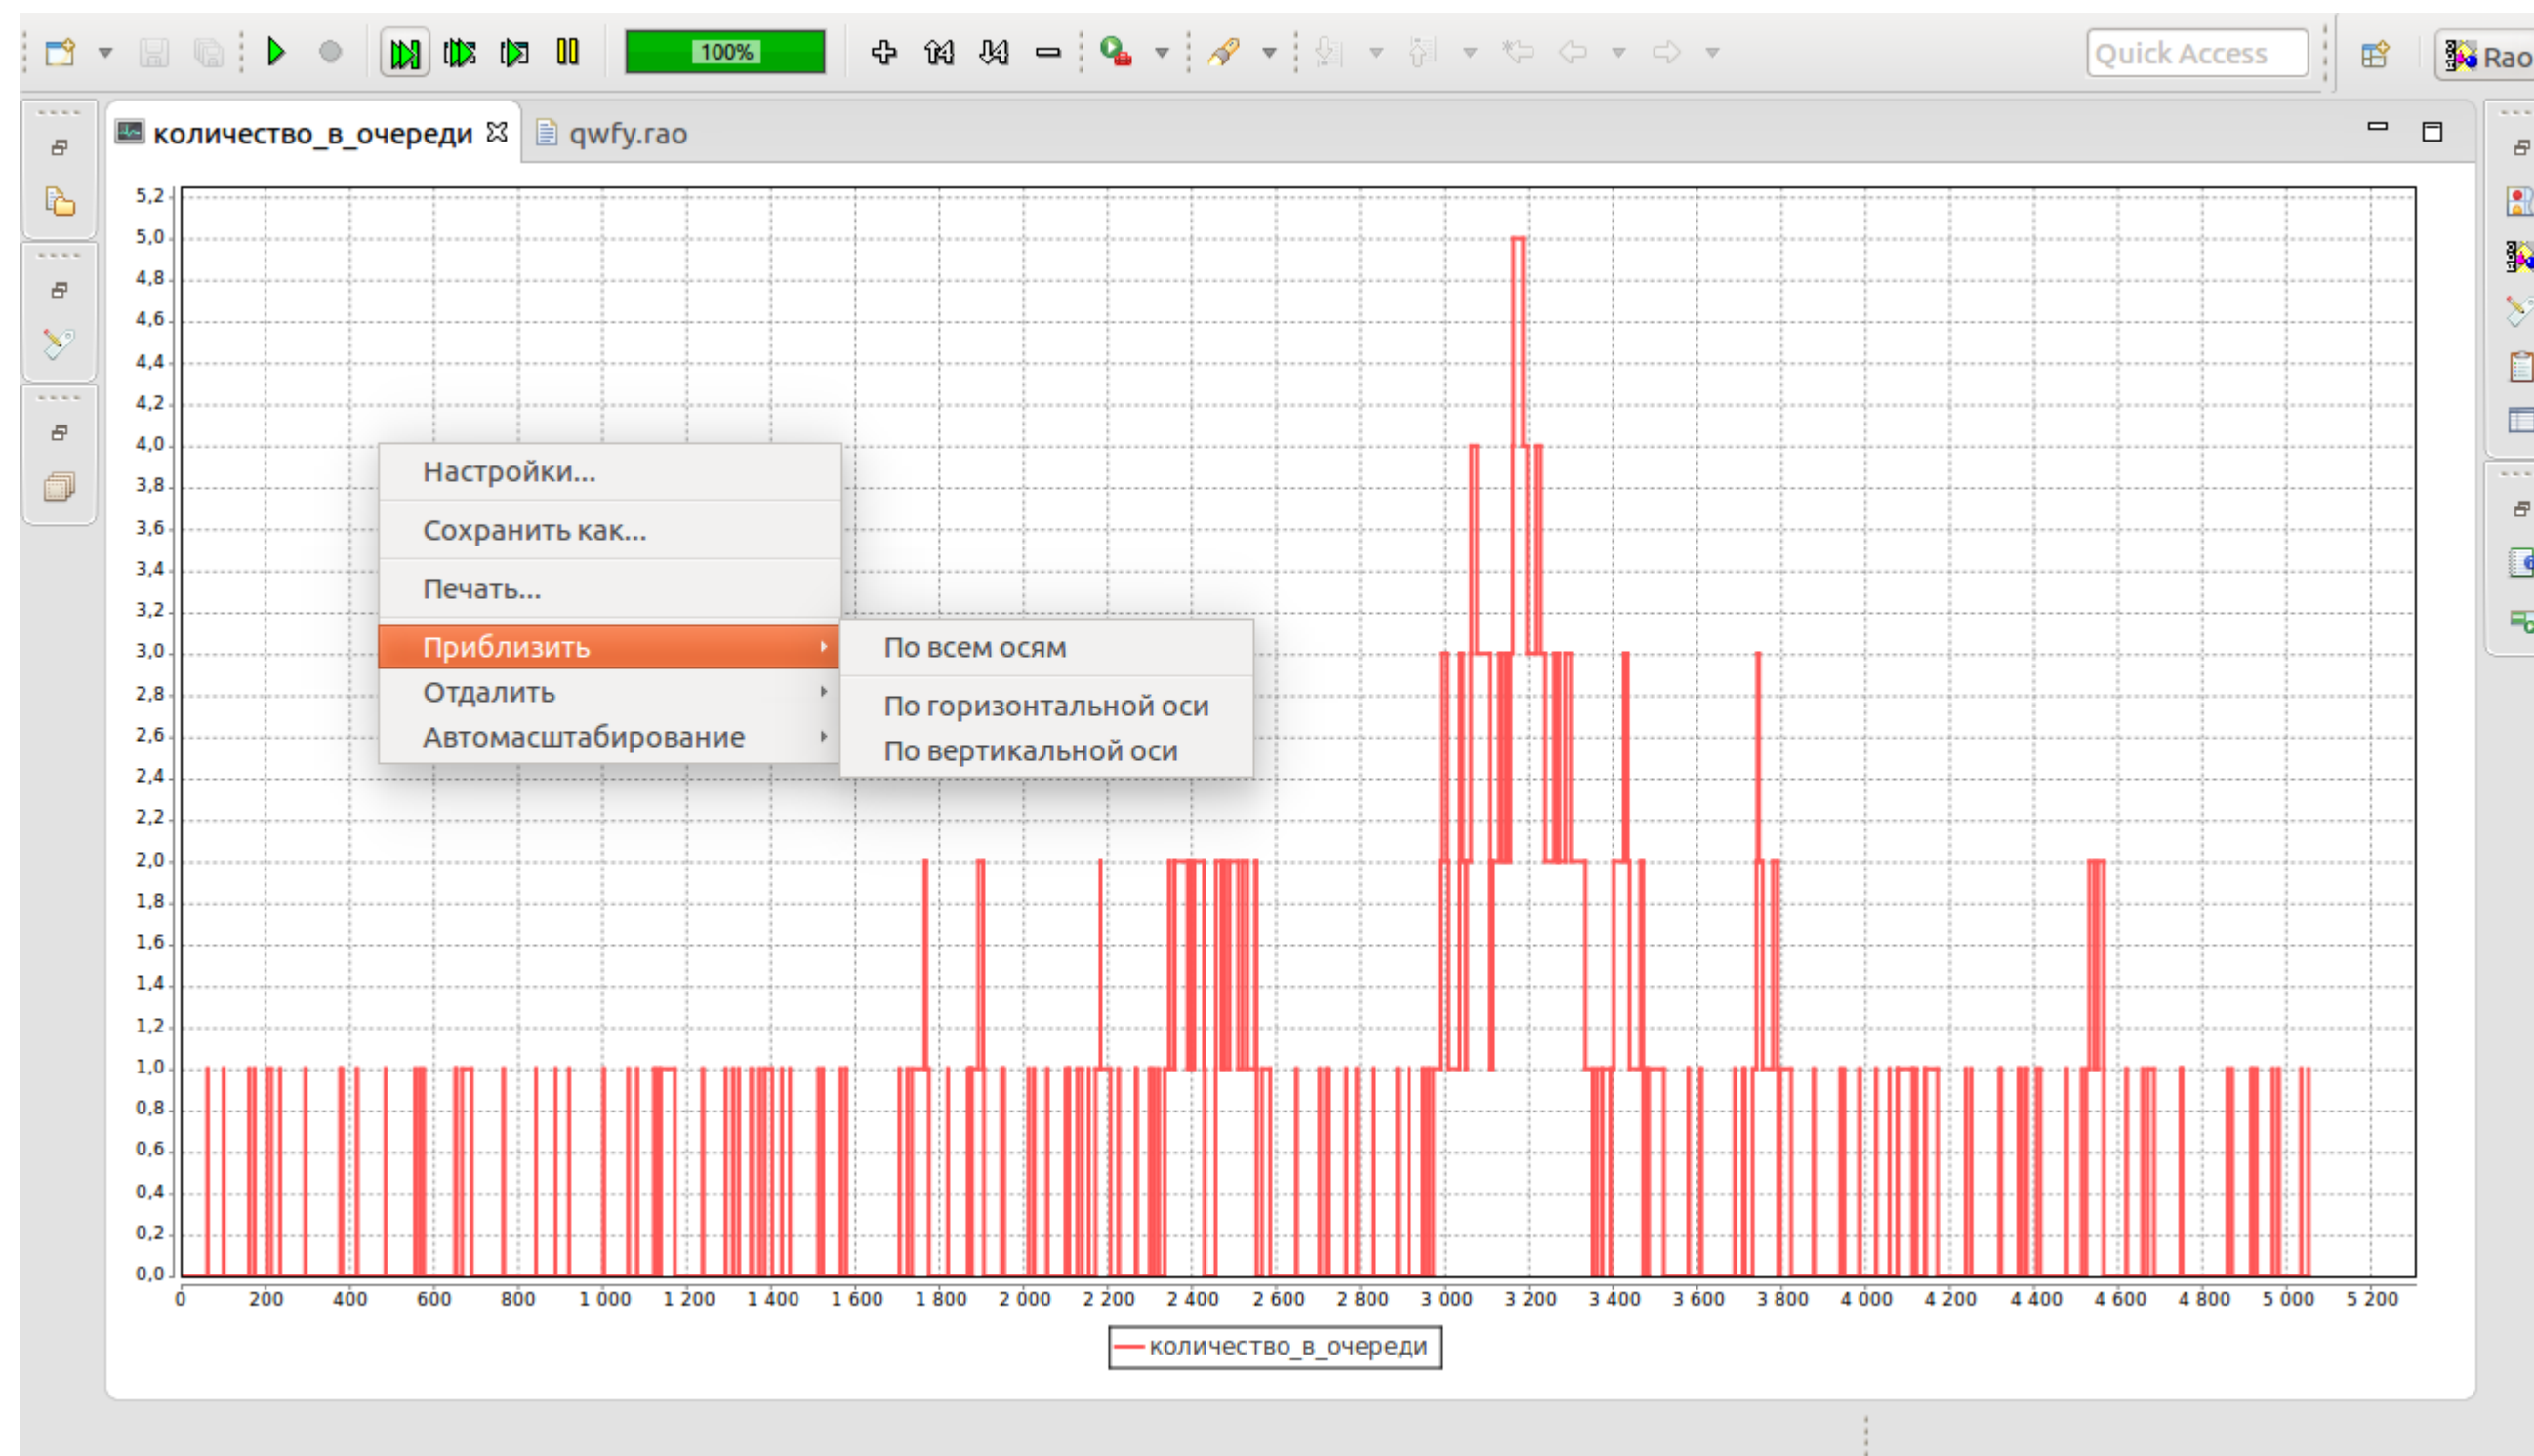 100%
Quick Access
Rao
количество_в_очереди
qwfy.rao
5,2
5,0
4,8
4,6
4,4
4,2
4,0
3,8
3,6
3,4
3,2
3,0
2,8
2,6
2,4
2,2
2,0
1,8
1,6
1,4
1,2
1,0
0,8
0,6
0,4
0,2
0,0
Настройки...
Сохранить как...
Печать...
Приблизить
Отдалить
Автомасштабирование
По всем осям
По горизонтальной оси
По вертикальной оси
0 200 400 600 800 1 000 1 200 1 400 1 600 1 800 2 000 2 200 2 400 2 600 2 800 3 000 3 200 3 400 3 600 3 800 4 000 4 200 4 400 4 600 4 800 5 000 5 200
количество_в_очереди